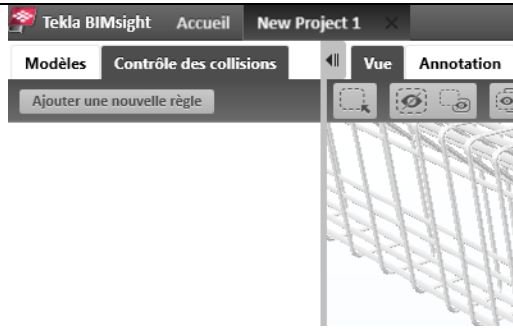 Tekla BIMsight Accueil New Project 1
Modèles Contrôle des collisions Vue Annotation
Ajouter une nouvelle règle